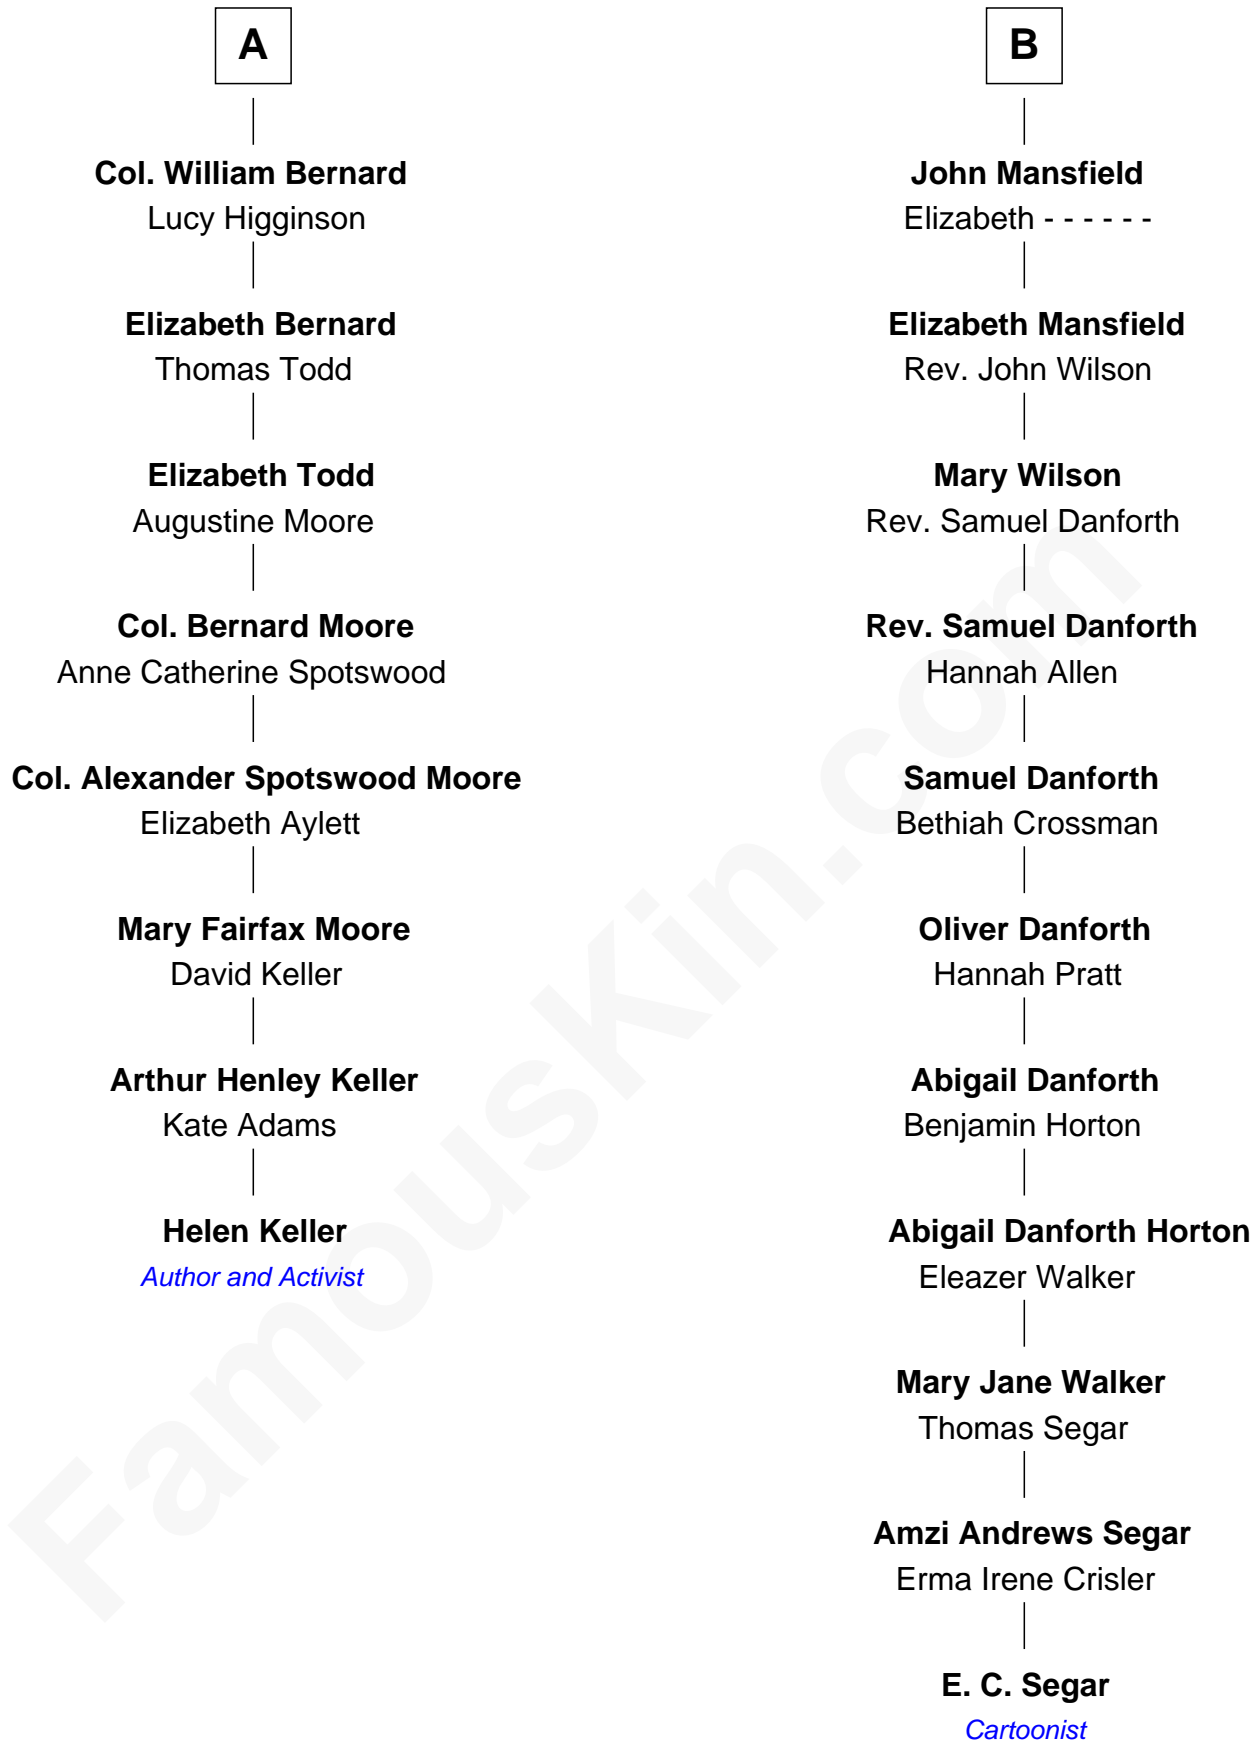 A
Col. William Bernard
Lucy Higginson
Elizabeth Bernard
Thomas Todd
Elizabeth Todd
Augustine Moore
Col. Bernard Moore
Anne Catherine Spotswood
Col. Alexander Spotswood Moore
Elizabeth Aylett
Mary Fairfax Moore
David Keller
Arthur Henley Keller
Kate Adams
Helen Keller
Author and Activist
B
John Mansfield
Elizabeth - - - - - -
Elizabeth Mansfield
Rev. John Wilson
Mary Wilson
Rev. Samuel Danforth
Rev. Samuel Danforth
Hannah Allen
Samuel Danforth
Bethiah Crossman
Oliver Danforth
Hannah Pratt
Abigail Danforth
Benjamin Horton
Abigail Danforth Horton
Eleazer Walker
Mary Jane Walker
Thomas Segar
Amzi Andrews Segar
Erma Irene Crisler
E. C. Segar
Cartoonist
FamousKin.com